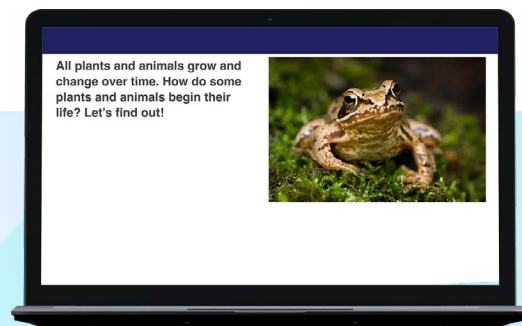 All plants and animals grow and
change over time. How do some
plants and animals begin their
life? Let's find out!